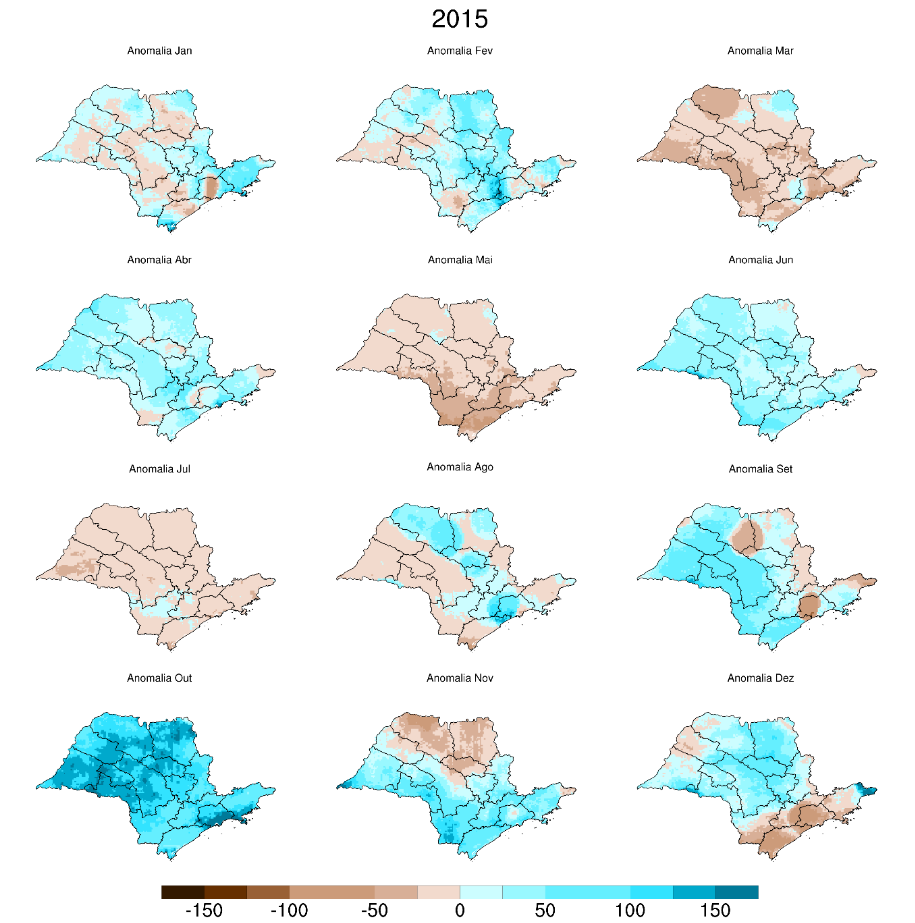 2015
Anomalia Jan
Anomalia Fev
Anomalia Mar
Anomalia Abr
Anomalia Mai
Anomalia Jun
Anomalia Jul
Anomalia Ago
Anomalia Set
Anomalia Out
Anomalia Nov
Anomalia Dez
-150 -100 -50 0 50 100 150